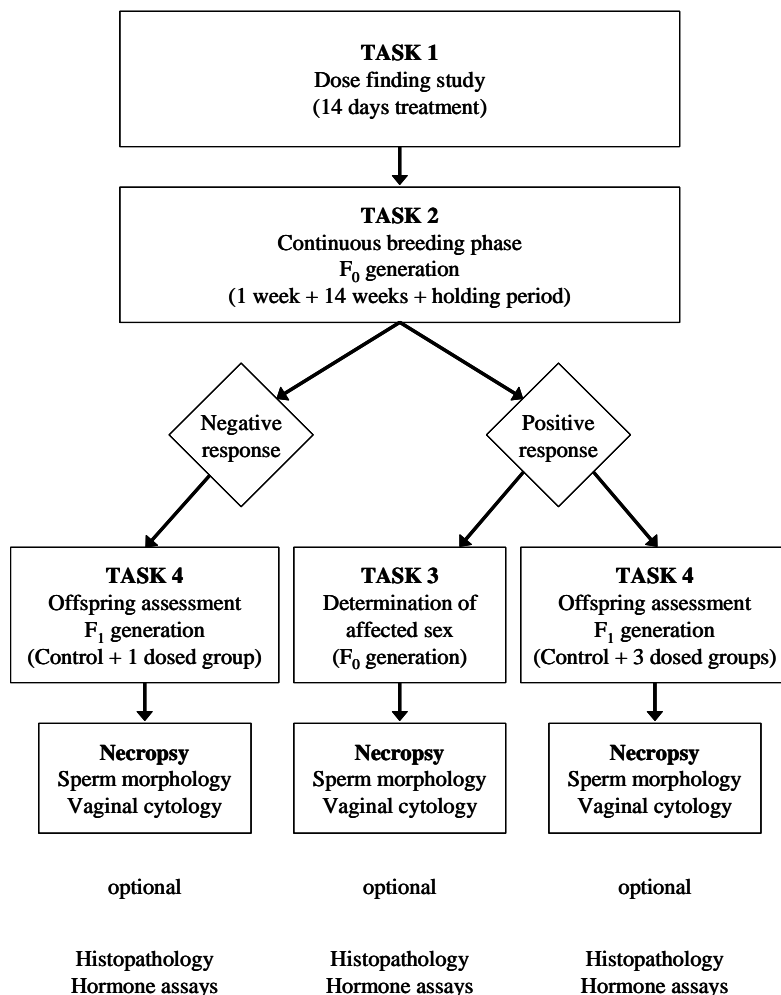 TASK 1
Dose finding study
(14 days treatment)
TASK 2
Continuous breeding phase
F₀ generation
(1 week + 14 weeks + holding period)
Negative
response
Positive
response
TASK 4
Offspring assessment
F₁ generation
(Control + 1 dosed group)
TASK 3
Determination of
affected sex
(F₀ generation)
TASK 4
Offspring assessment
F₁ generation
(Control + 3 dosed groups)
Necropsy
Sperm morphology
Vaginal cytology
Necropsy
Sperm morphology
Vaginal cytology
Necropsy
Sperm morphology
Vaginal cytology
optional
optional
optional
Histopathology
Hormone assays
Histopathology
Hormone assays
Histopathology
Hormone assays